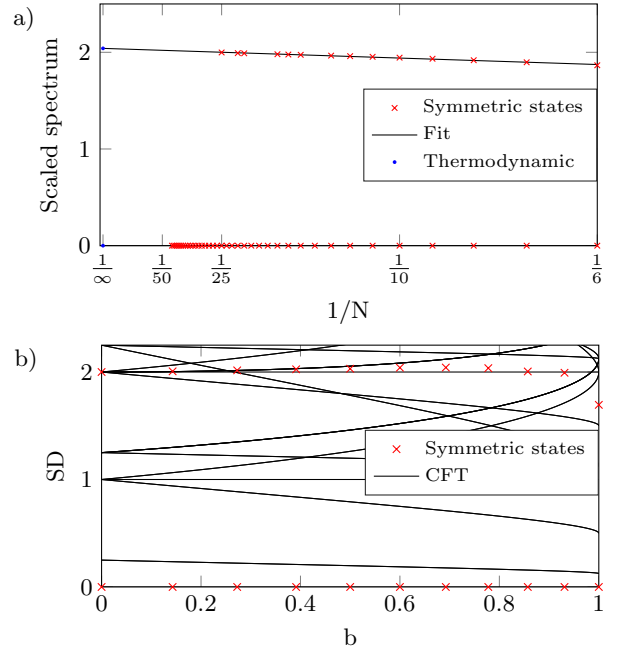 a)
Scaled spectrum
2
1
0
Symmetric states
Fit
Thermodynamic
1/∞ 1/50 1/25 1/10 1/6
1/N
b)
SD
2
1
0
Symmetric states
CFT
0 0.2 0.4 0.6 0.8 1
b